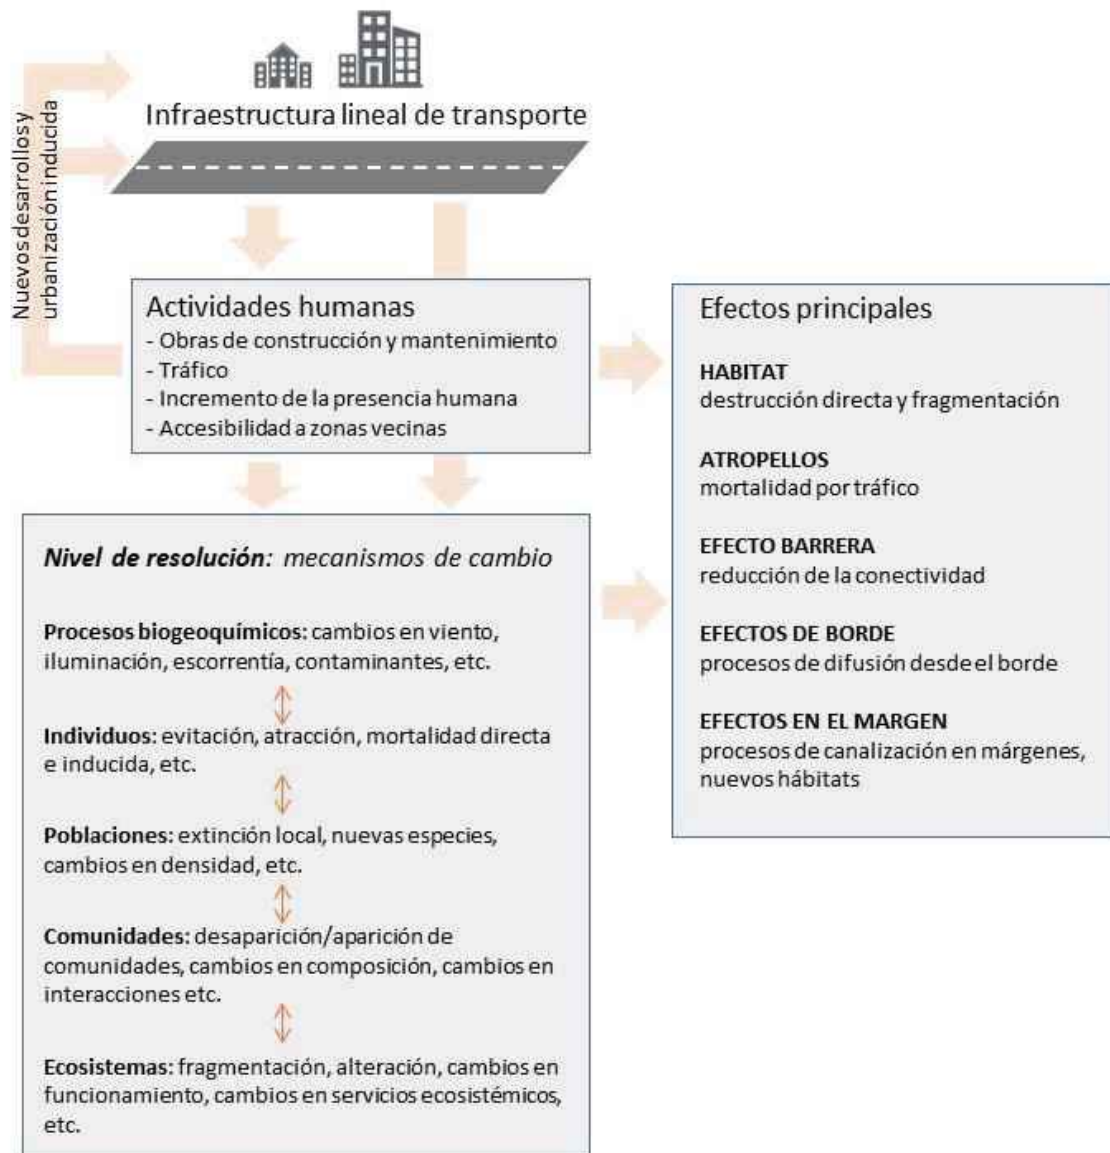 Nuevos desarrollos y
urbanización inducida
Infraestructura lineal de transporte
Actividades humanas
- Obras de construcción y mantenimiento
- Tráfico
- Incremento de la presencia humana
- Accesibilidad a zonas vecinas
Nivel de resolución: mecanismos de cambio
Procesos biogeoquímicos: cambios en viento,
iluminación, escorrentía, contaminantes, etc.
Individuos: evitación, atracción, mortalidad directa
e inducida, etc.
Poblaciones: extinción local, nuevas especies,
cambios en densidad, etc.
Comunidades: desaparición/aparición de
comunidades, cambios en composición, cambios en
interacciones etc.
Ecosistemas: fragmentación, alteración, cambios en
funcionamiento, cambios en servicios ecosistémicos,
etc.
Efectos principales
HABITAT
destrucción directa y fragmentación
ATROPELLOS
mortalidad por tráfico
EFECTO BARRERA
reducción de la conectividad
EFECTOS DE BORDE
procesos de difusión desde el borde
EFECTOS EN EL MARGEN
procesos de canalización en márgenes,
nuevos hábitats